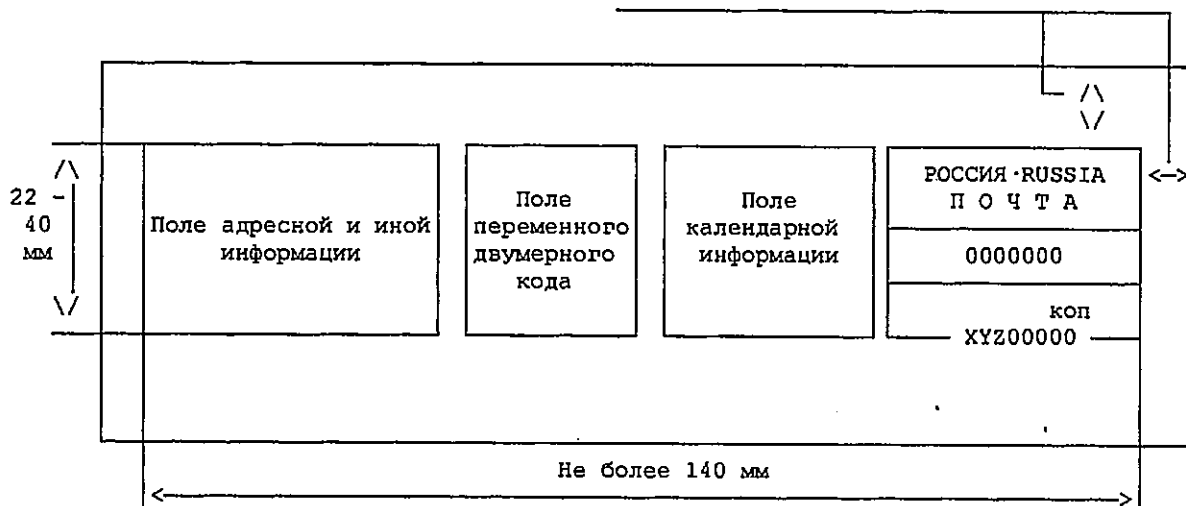 22 -
40
мм
Поле адресной и иной
информации
Поле
переменного
двумерного
кода
Поле
календарной
информации
РОССИЯ·RUSSIA
П О Ч Т А
0000000
коп
XYZ00000
Не более 140 мм